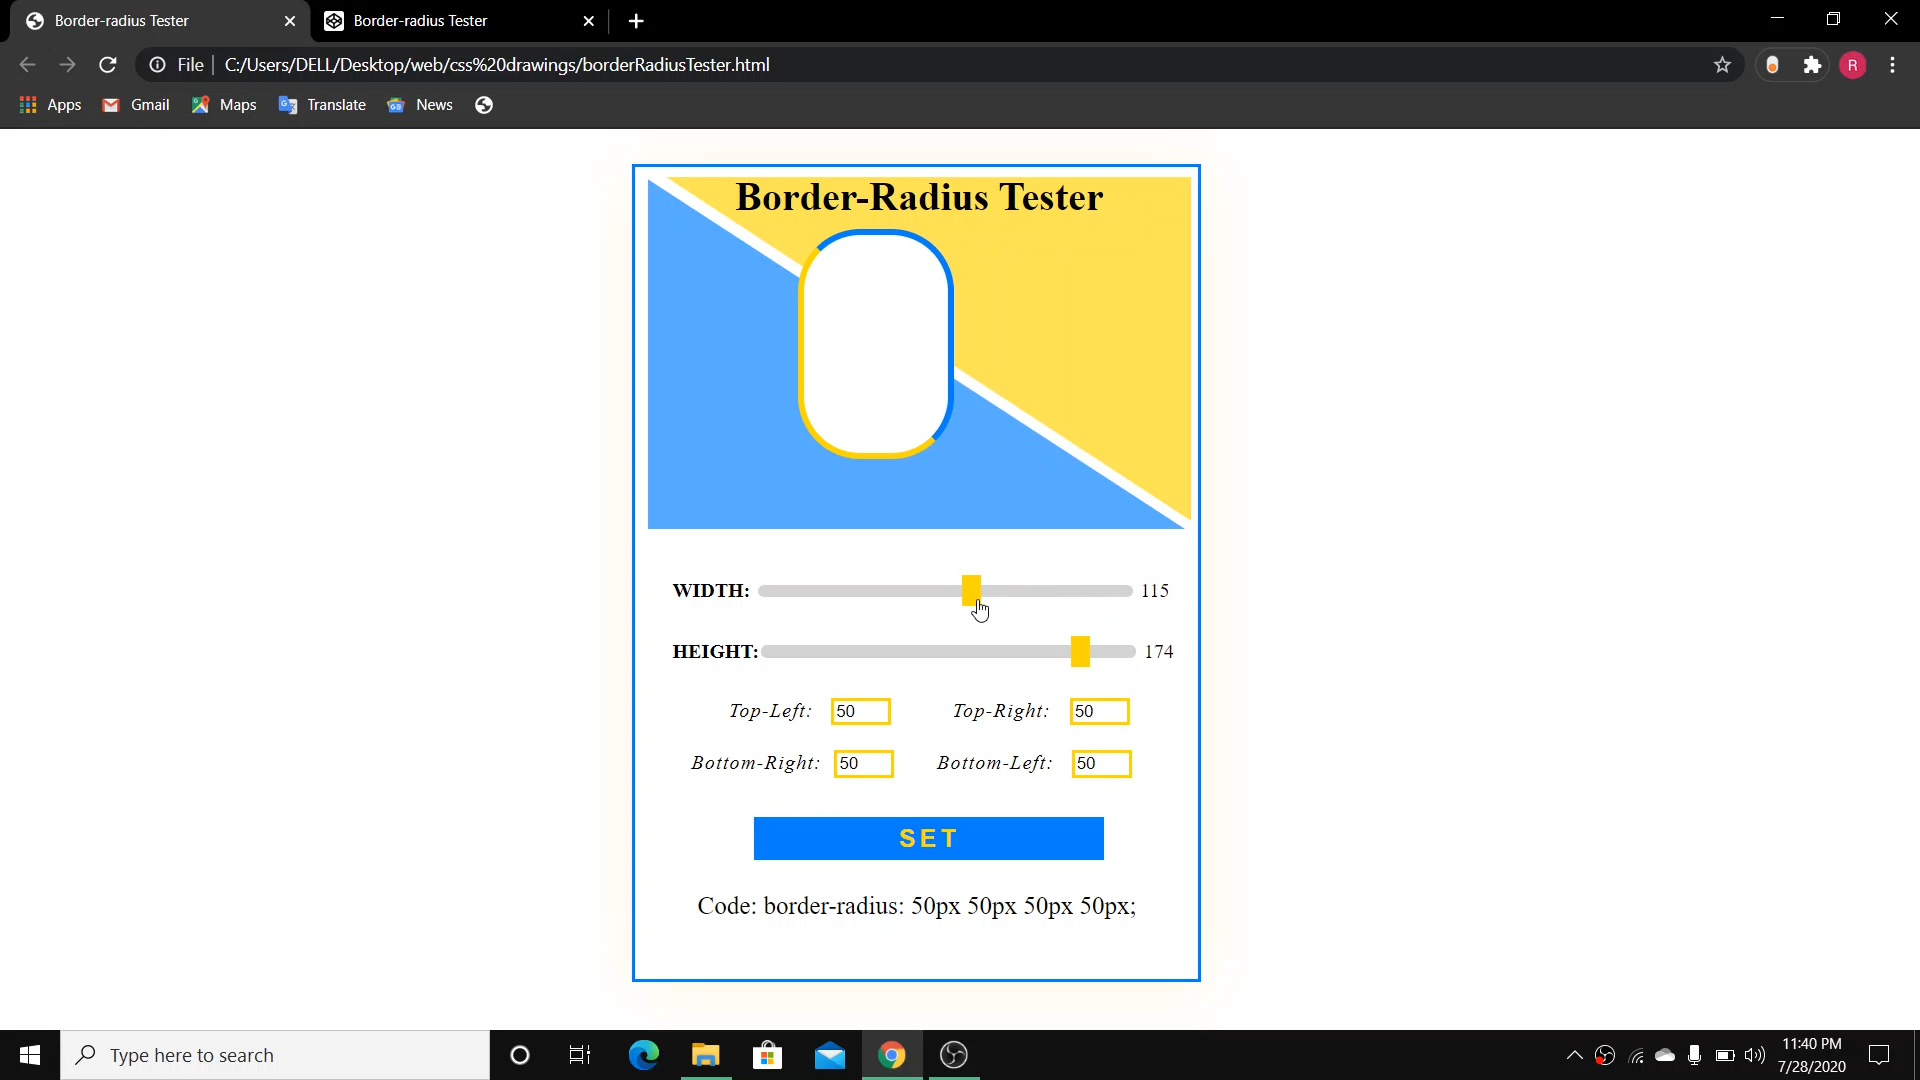 Border-radius Tester
Border-radius Tester
File C:/Users/DELL/Desktop/web/css%20drawings/borderRadiusTester.html
R
Apps Gmail Maps Translate News
Border-Radius Tester
WIDTH: 115
HEIGHT: 174
Top-Left: 50 Top-Right: 50
Bottom-Right: 50 Bottom-Left: 50
SET
Code: border-radius: 50px 50px 50px 50px;
Type here to search
11:40 PM
7/28/2020